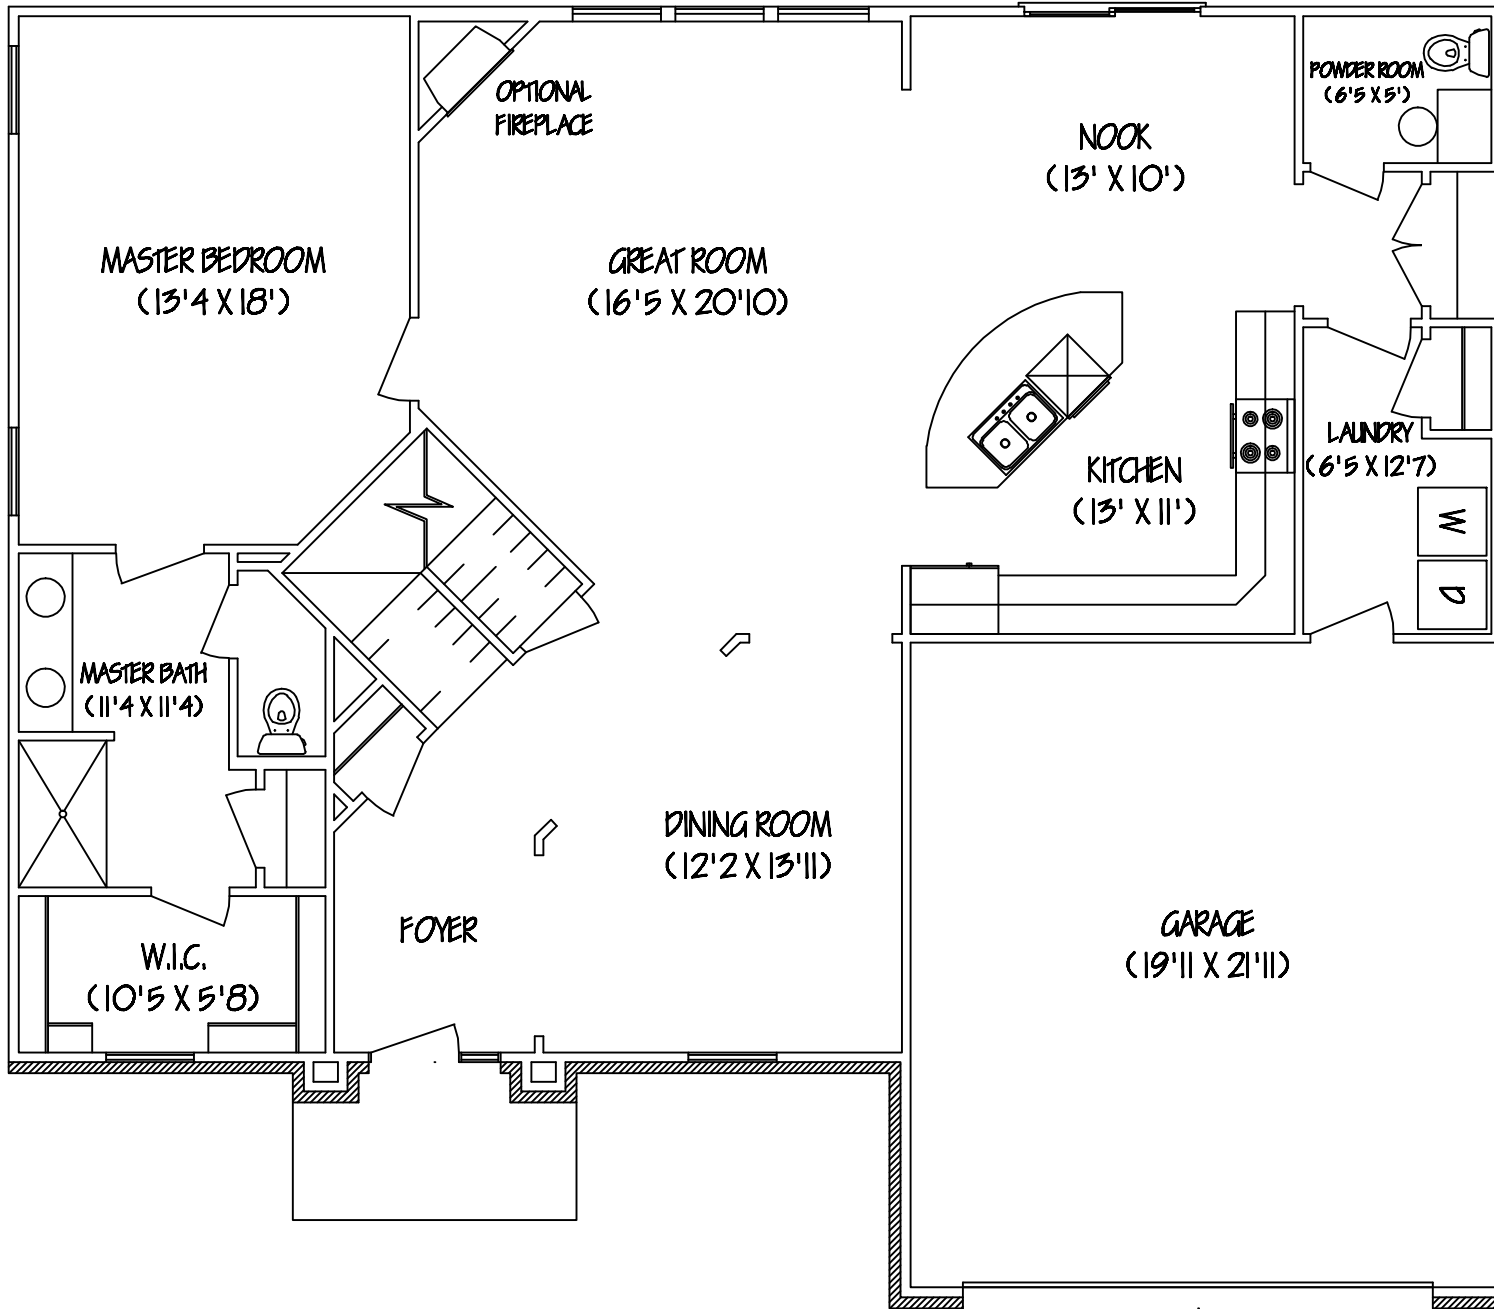 OPTIONAL
FIREPLACE
POWDER ROOM
(6'5 X 5')
NOOK
(13' X 10')
MASTER BEDROOM
(13'4 X 18')
GREAT ROOM
(16'5 X 20'10)
KITCHEN
(13' X 11')
LAUNDRY
(6'5 X 12'7)
W
D
MASTER BATH
(11'4 X 11'4)
DINING ROOM
(12'2 X 13'11)
FOYER
W.I.C.
(10'5 X 5'8)
GARAGE
(19'11 X 21'11)